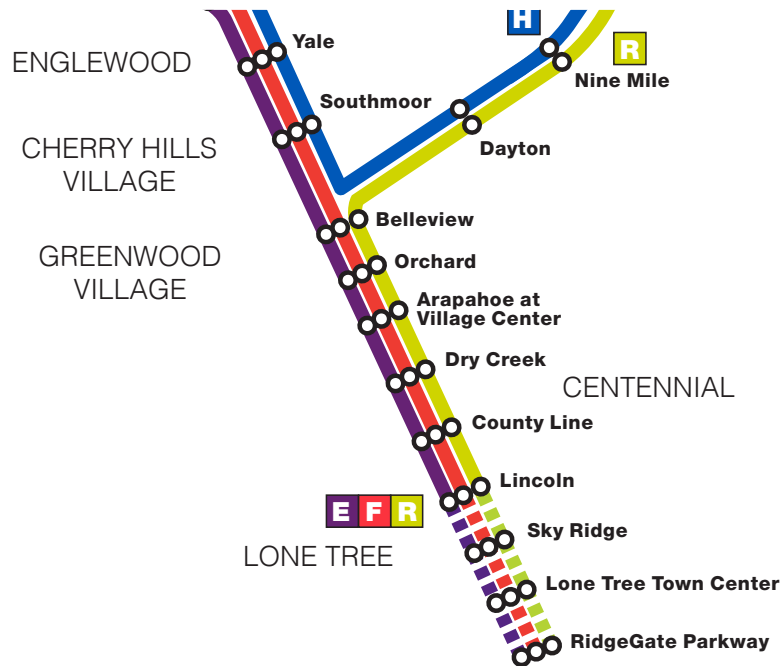 H
R
Yale
ENGLEWOOD
Nine Mile
Southmoor
CHERRY HILLS
VILLAGE
Dayton
Belleview
GREENWOOD
VILLAGE
Orchard
Arapahoe at
Village Center
Dry Creek
CENTENNIAL
County Line
Lincoln
E F R
Sky Ridge
LONE TREE
Lone Tree Town Center
RidgeGate Parkway